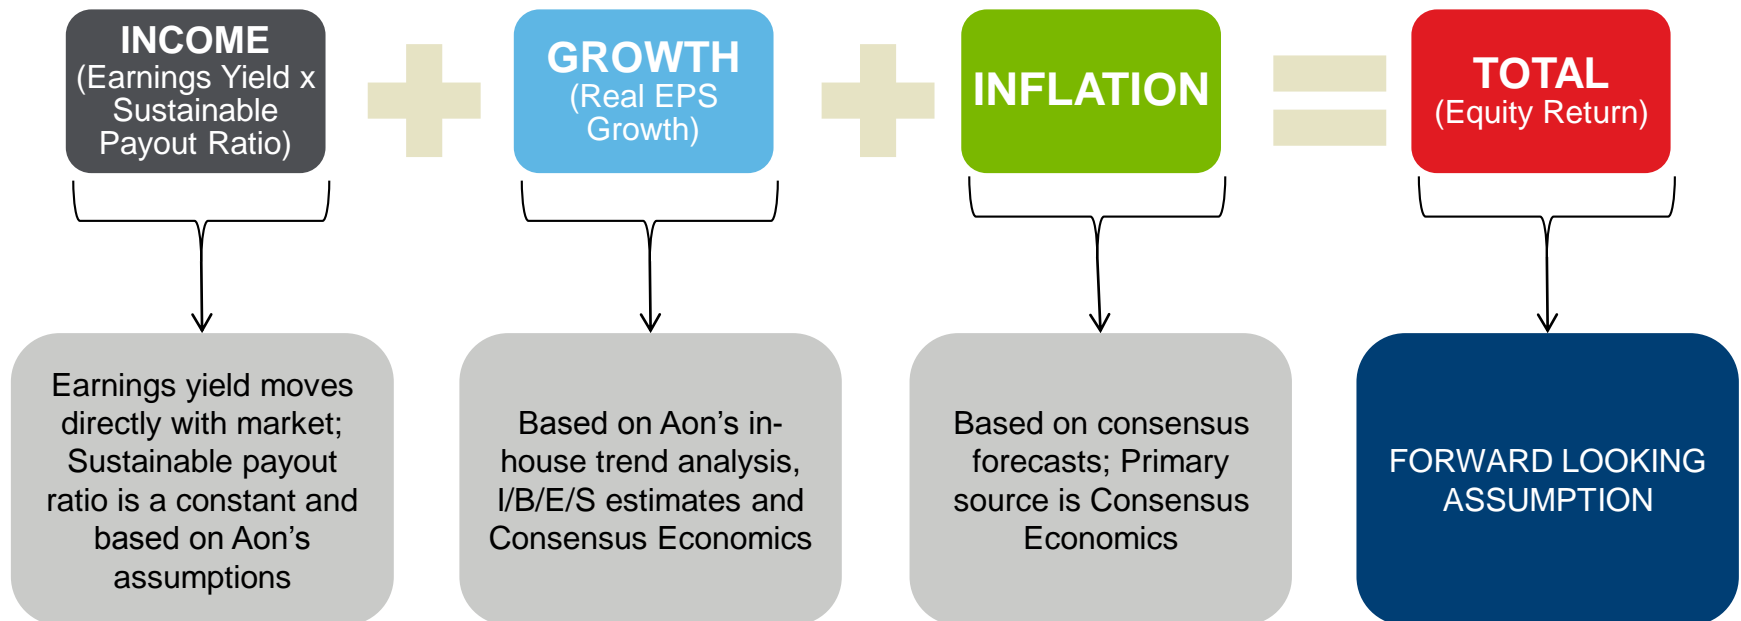 INCOME
(Earnings Yield x
Sustainable
Payout Ratio)
GROWTH
(Real EPS
Growth)
INFLATION
TOTAL
(Equity Return)
Earnings yield moves
directly with market;
Sustainable payout
ratio is a constant and
based on Aon’s
assumptions
Based on Aon’s in-
house trend analysis,
I/B/E/S estimates and
Consensus Economics
Based on consensus
forecasts; Primary
source is Consensus
Economics
FORWARD LOOKING
ASSUMPTION